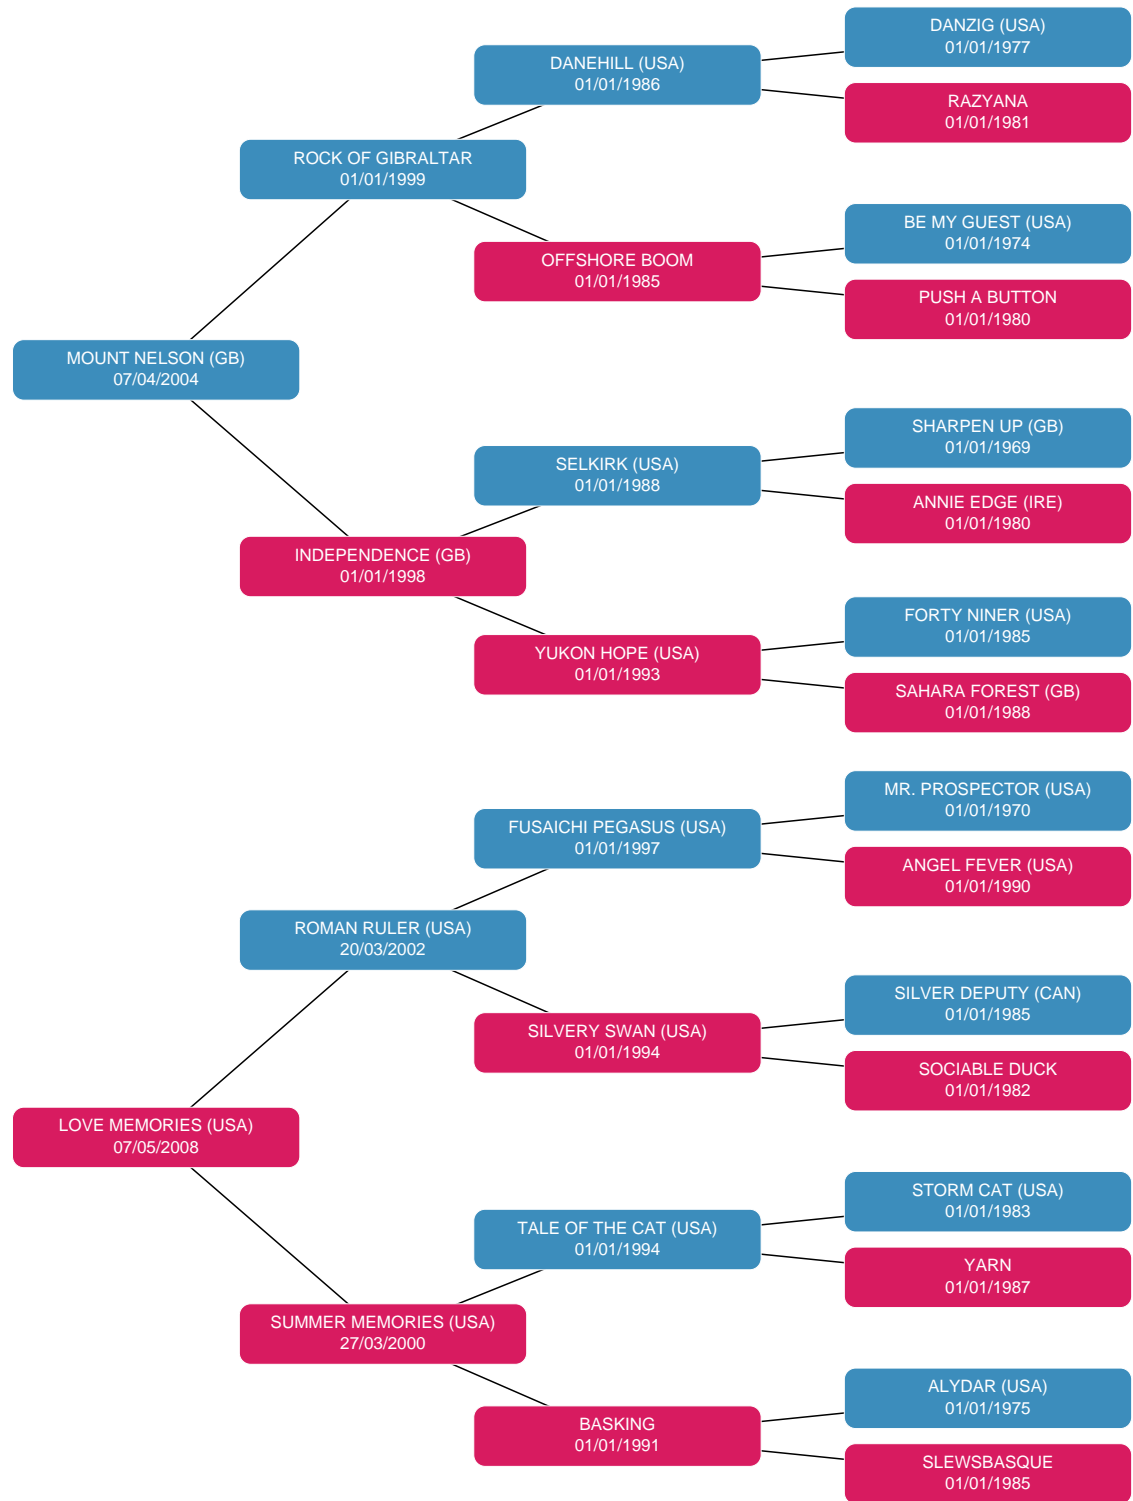 DANZIG (USA)
01/01/1977
DANEHILL (USA)
01/01/1986
RAZYANA
01/01/1981
ROCK OF GIBRALTAR
01/01/1999
BE MY GUEST (USA)
01/01/1974
OFFSHORE BOOM
01/01/1985
PUSH A BUTTON
01/01/1980
MOUNT NELSON (GB)
07/04/2004
SHARPEN UP (GB)
01/01/1969
SELKIRK (USA)
01/01/1988
ANNIE EDGE (IRE)
01/01/1980
INDEPENDENCE (GB)
01/01/1998
FORTY NINER (USA)
01/01/1985
YUKON HOPE (USA)
01/01/1993
SAHARA FOREST (GB)
01/01/1988
MR. PROSPECTOR (USA)
01/01/1970
FUSAICHI PEGASUS (USA)
01/01/1997
ANGEL FEVER (USA)
01/01/1990
ROMAN RULER (USA)
20/03/2002
SILVER DEPUTY (CAN)
01/01/1985
SILVERY SWAN (USA)
01/01/1994
SOCIABLE DUCK
01/01/1982
LOVE MEMORIES (USA)
07/05/2008
STORM CAT (USA)
01/01/1983
TALE OF THE CAT (USA)
01/01/1994
YARN
01/01/1987
SUMMER MEMORIES (USA)
27/03/2000
ALYDAR (USA)
01/01/1975
BASKING
01/01/1991
SLEWSBASQUE
01/01/1985